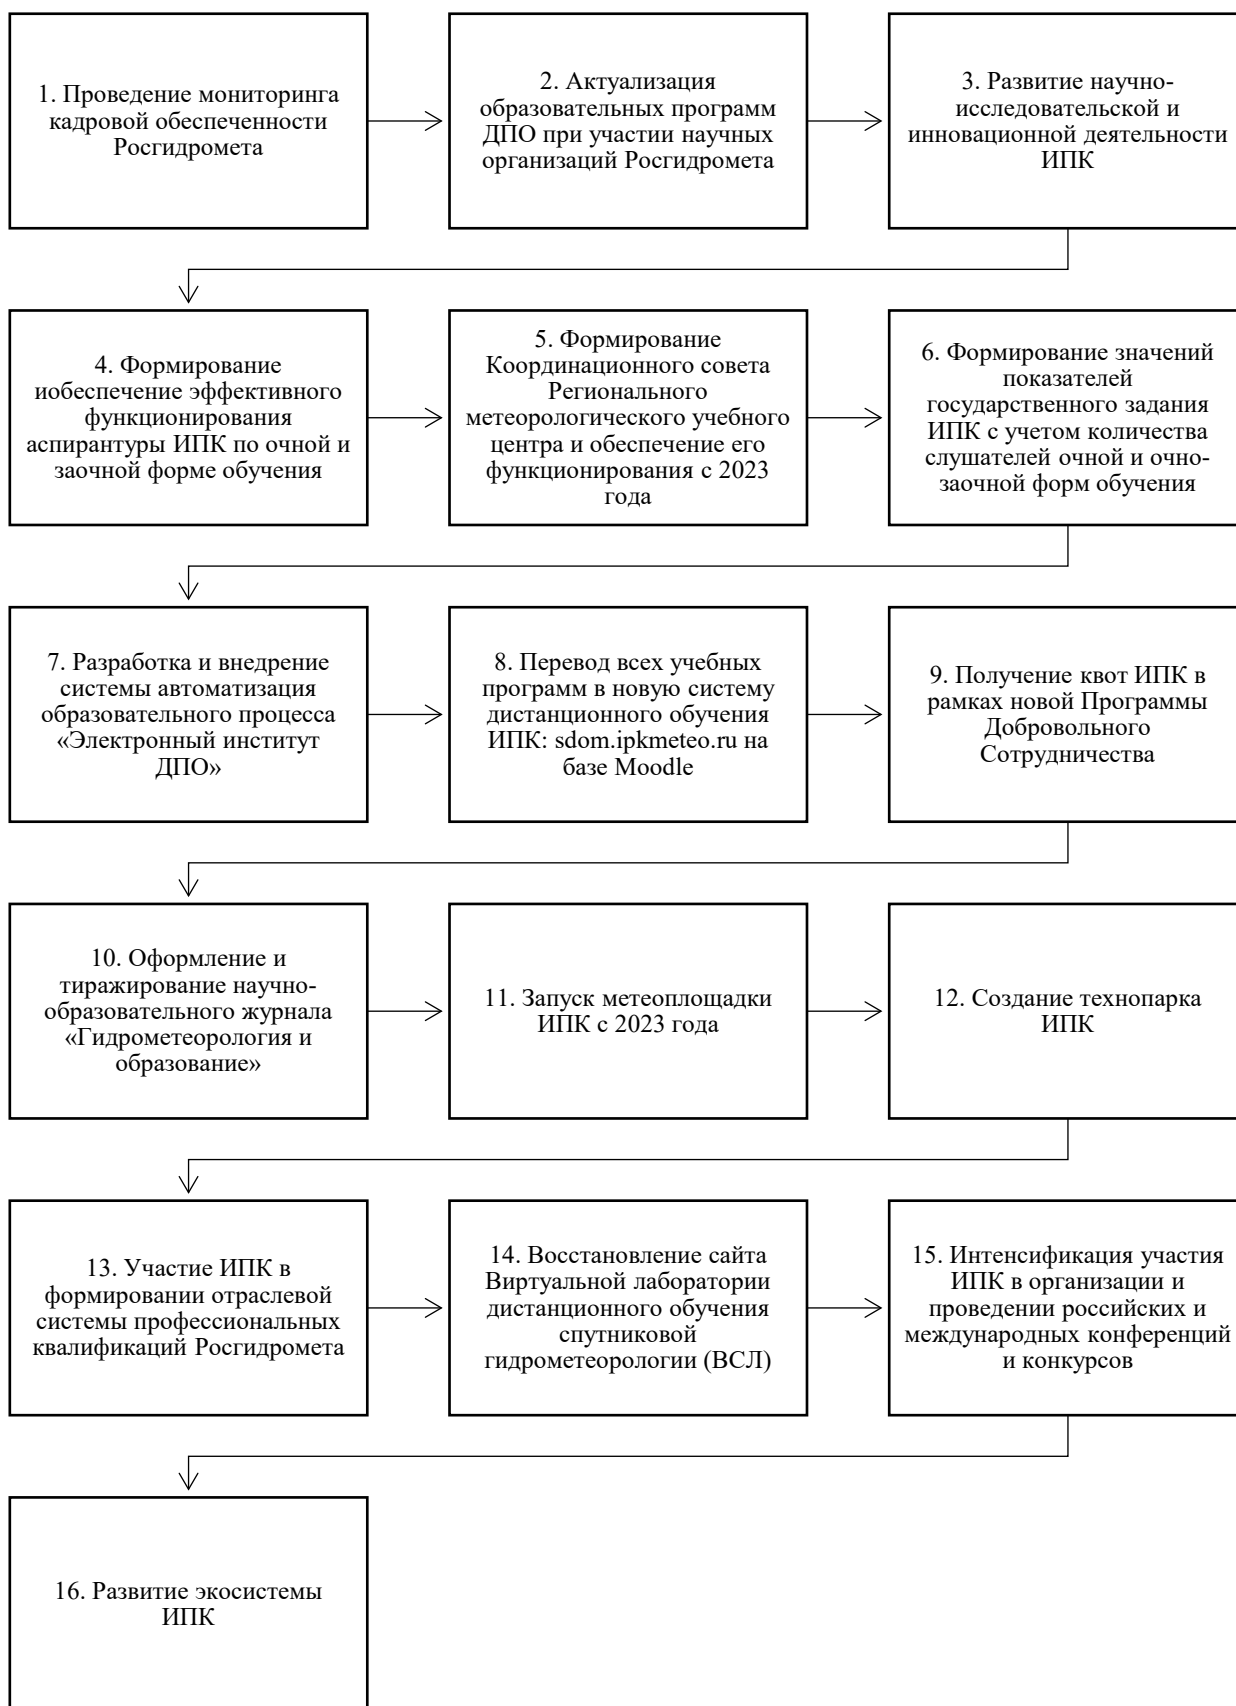 1. Проведение мониторинга
кадровой обеспеченности
Росгидромета
2. Актуализация
образовательных программ
ДПО при участии научных
организаций Росгидромета
3. Развитие научно-
исследовательской и
инновационной деятельности
ИПК
4. Формирование
иобеспечение эффективного
функционирования
аспирантуры ИПК по очной и
заочной форме обучения
5. Формирование
Координационного совета
Регионального
метеорологического учебного
центра и обеспечение его
функционирования с 2023
года
6. Формирование значений
показателей
государственного задания
ИПК с учетом количества
слушателей очной и очно-
заочной форм обучения
7. Разработка и внедрение
системы автоматизация
образовательного процесса
«Электронный институт
ДПО»
8. Перевод всех учебных
программ в новую систему
дистанционного обучения
ИПК: sdom.ipkmeteo.ru на
базе Moodle
9. Получение квот ИПК в
рамках новой Программы
Добровольного
Сотрудничества
10. Оформление и
тиражирование научно-
образовательного журнала
«Гидрометеорология и
образование»
11. Запуск метеоплощадки
ИПК с 2023 года
12. Создание технопарка
ИПК
13. Участие ИПК в
формировании отраслевой
системы профессиональных
квалификаций Росгидромета
14. Восстановление сайта
Виртуальной лаборатории
дистанционного обучения
спутниковой
гидрометеорологии (ВСЛ)
15. Интенсификация участия
ИПК в организации и
проведении российских и
международных конференций
и конкурсов
16. Развитие экосистемы
ИПК